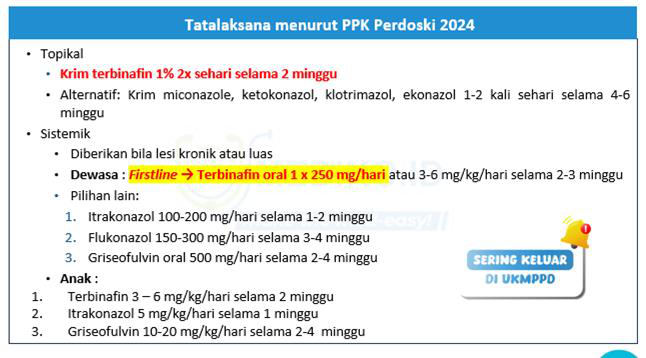 Tatalaksana menurut PPK Perdoski 2024
• Topikal
• Krim terbinafin 1% 2x sehari selama 2 minggu
• Alternatif: Krim miconazole, ketokonazol, klotrimazol, ekonazol 1-2 kali sehari selama 4-6
minggu
• Sistemik
• Diberikan bila lesi kronik atau luas
• Dewasa : Firstline → Terbinafin oral 1 x 250 mg/hari atau 3-6 mg/kg/hari selama 2-3 minggu
• Pilihan lain:
1. Itrakonazol 100-200 mg/hari selama 1-2 minggu
2. Flukonazol 150-300 mg/hari selama 3-4 minggu
3. Griseofulvin oral 500 mg/hari selama 2-4 minggu
• Anak :
1. Terbinafin 3 – 6 mg/kg/hari selama 2 minggu
2. Itrakonazol 5 mg/kg/hari selama 1 minggu
3. Griseofulvin 10-20 mg/kg/hari selama 2-4 minggu
SERING KELUAR
DI UKMPPD